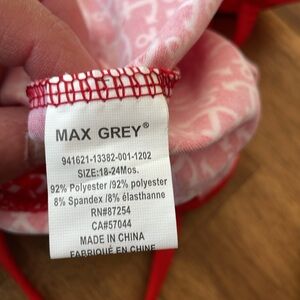 MAX GREY®
941621-13382-001-1202
SIZE:18-24Mos.
92% Polyester /92% polyester
8% Spandex /8% élasthanne
RN#87254
CA#57044
MADE IN CHINA
FABRIQUÉ EN CHINE